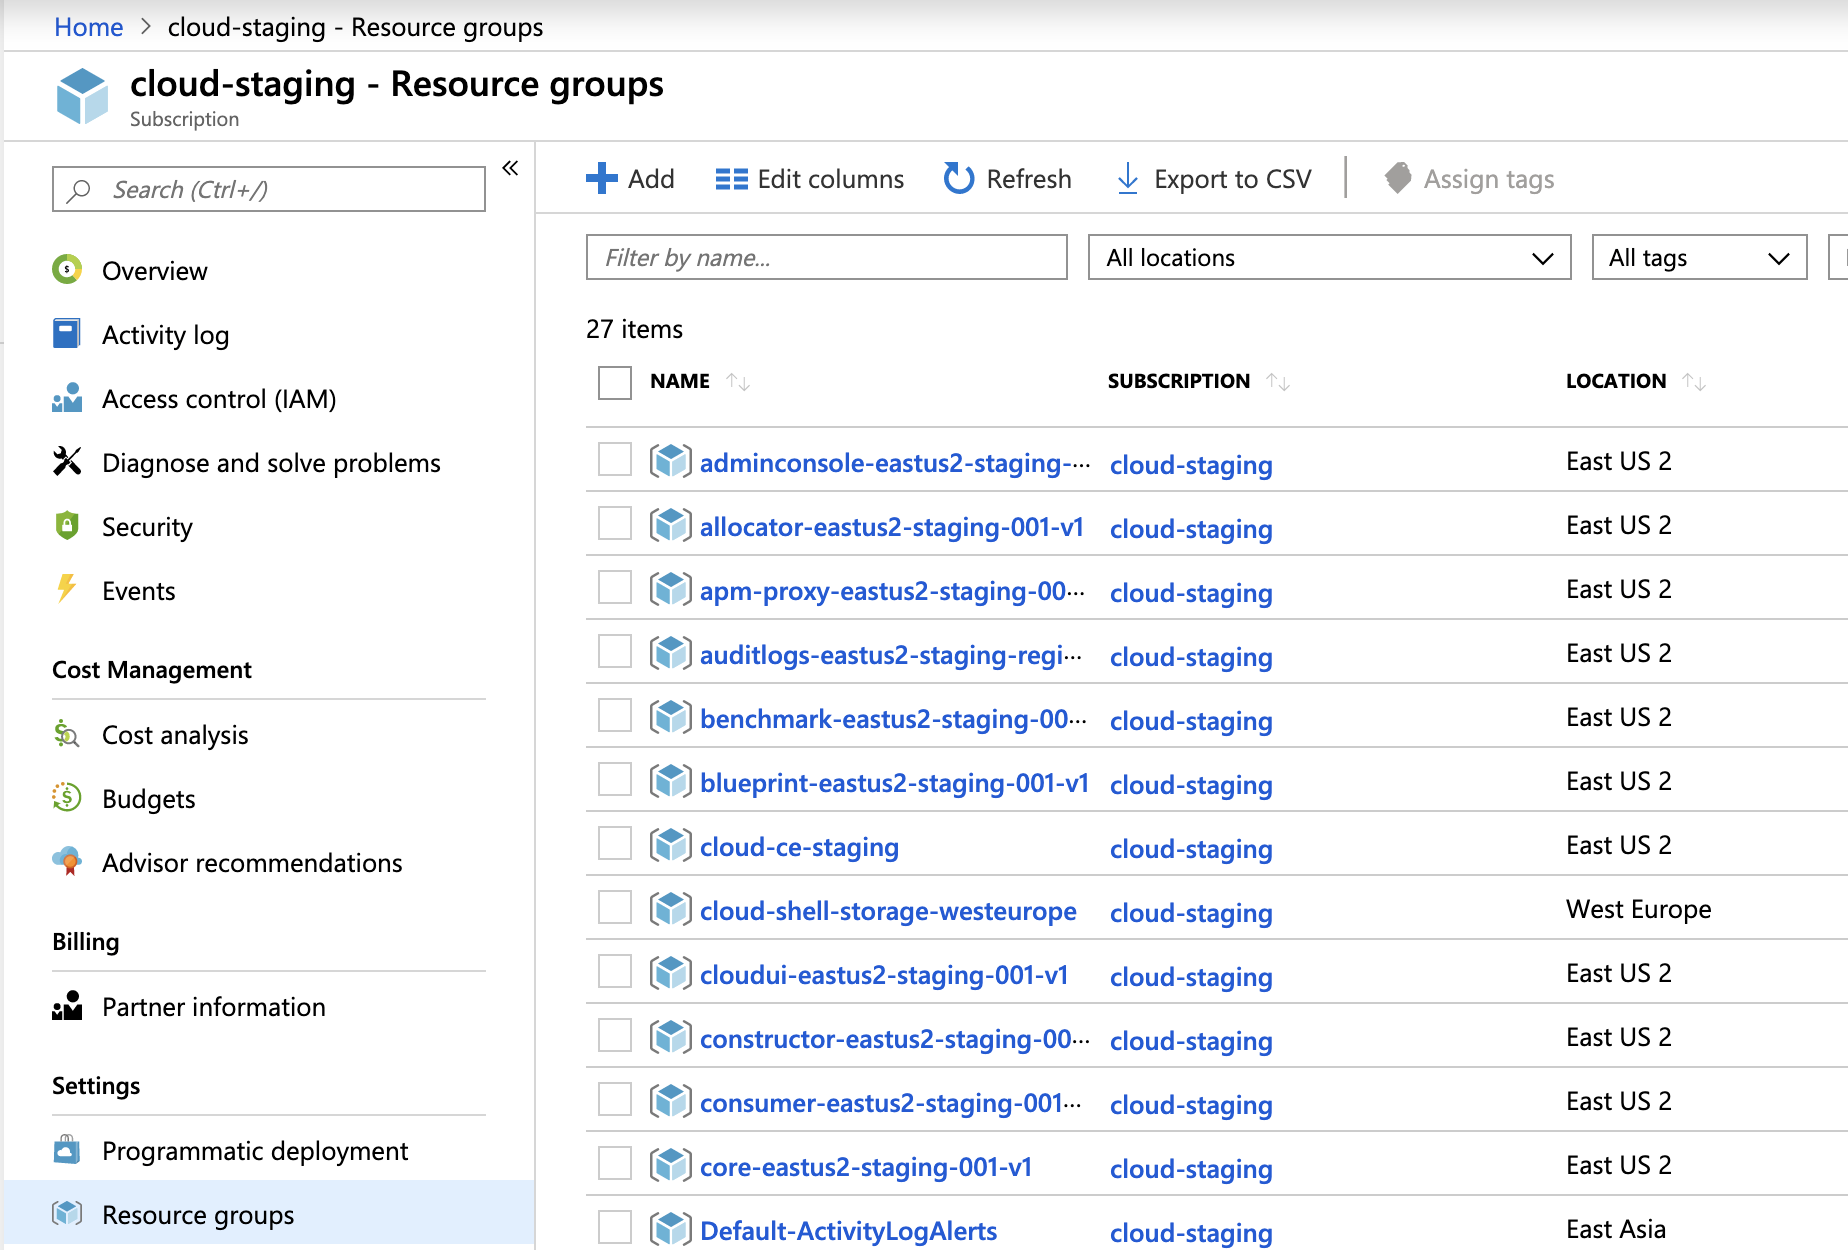 Home > cloud-staging - Resource groups
cloud-staging - Resource groups
Subscription
Search (Ctrl+/)
«
Overview
Activity log
Access control (IAM)
Diagnose and solve problems
Security
Events
Cost Management
Cost analysis
Budgets
Advisor recommendations
Billing
Partner information
Settings
Programmatic deployment
Resource groups
Add Edit columns Refresh Export to CSV Assign tags
Filter by name... All locations All tags
27 items
NAME SUBSCRIPTION LOCATION
adminconsole-eastus2-staging-... cloud-staging East US 2
allocator-eastus2-staging-001-v1 cloud-staging East US 2
apm-proxy-eastus2-staging-00... cloud-staging East US 2
auditlogs-eastus2-staging-regi... cloud-staging East US 2
benchmark-eastus2-staging-00... cloud-staging East US 2
blueprint-eastus2-staging-001-v1 cloud-staging East US 2
cloud-ce-staging cloud-staging East US 2
cloud-shell-storage-westeurope cloud-staging West Europe
cloudui-eastus2-staging-001-v1 cloud-staging East US 2
constructor-eastus2-staging-00... cloud-staging East US 2
consumer-eastus2-staging-001... cloud-staging East US 2
core-eastus2-staging-001-v1 cloud-staging East US 2
Default-ActivityLogAlerts cloud-staging East Asia